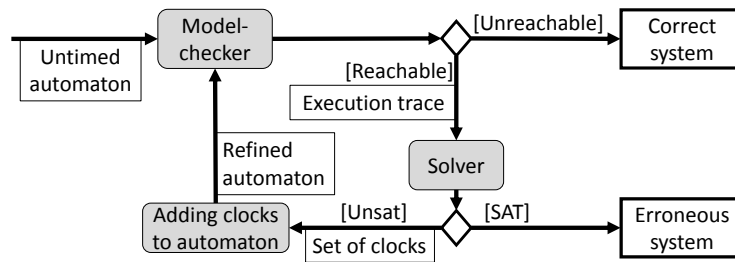 Untimed
automaton
Model-
checker
[Unreachable]
Correct
system
[Reachable]
Execution trace
Solver
Refined
automaton
Adding clocks
to automaton
[Unsat]
Set of clocks
[SAT]
Erroneous
system